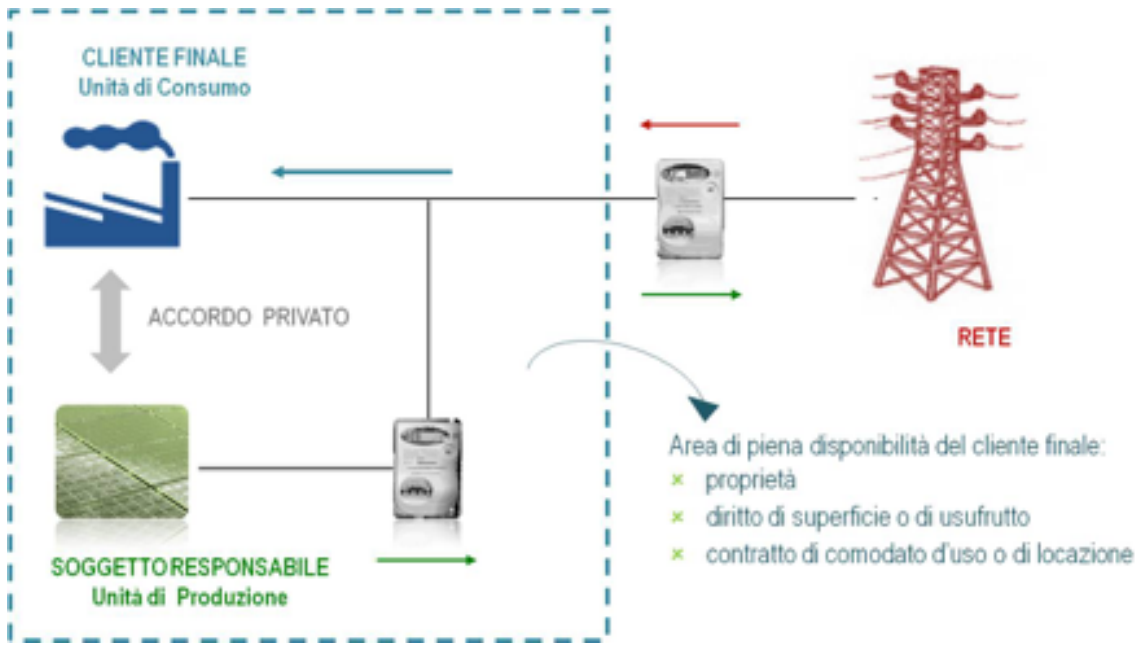 CLIENTE FINALE
Unità di Consumo
ACCORDO PRIVATO
RETE
Area di piena disponibilità del cliente finale:
× proprietà
× diritto di superficie o di usufrutto
× contratto di comodato d'uso o di locazione
SOGGETTO RESPONSABILE
Unità di Produzione